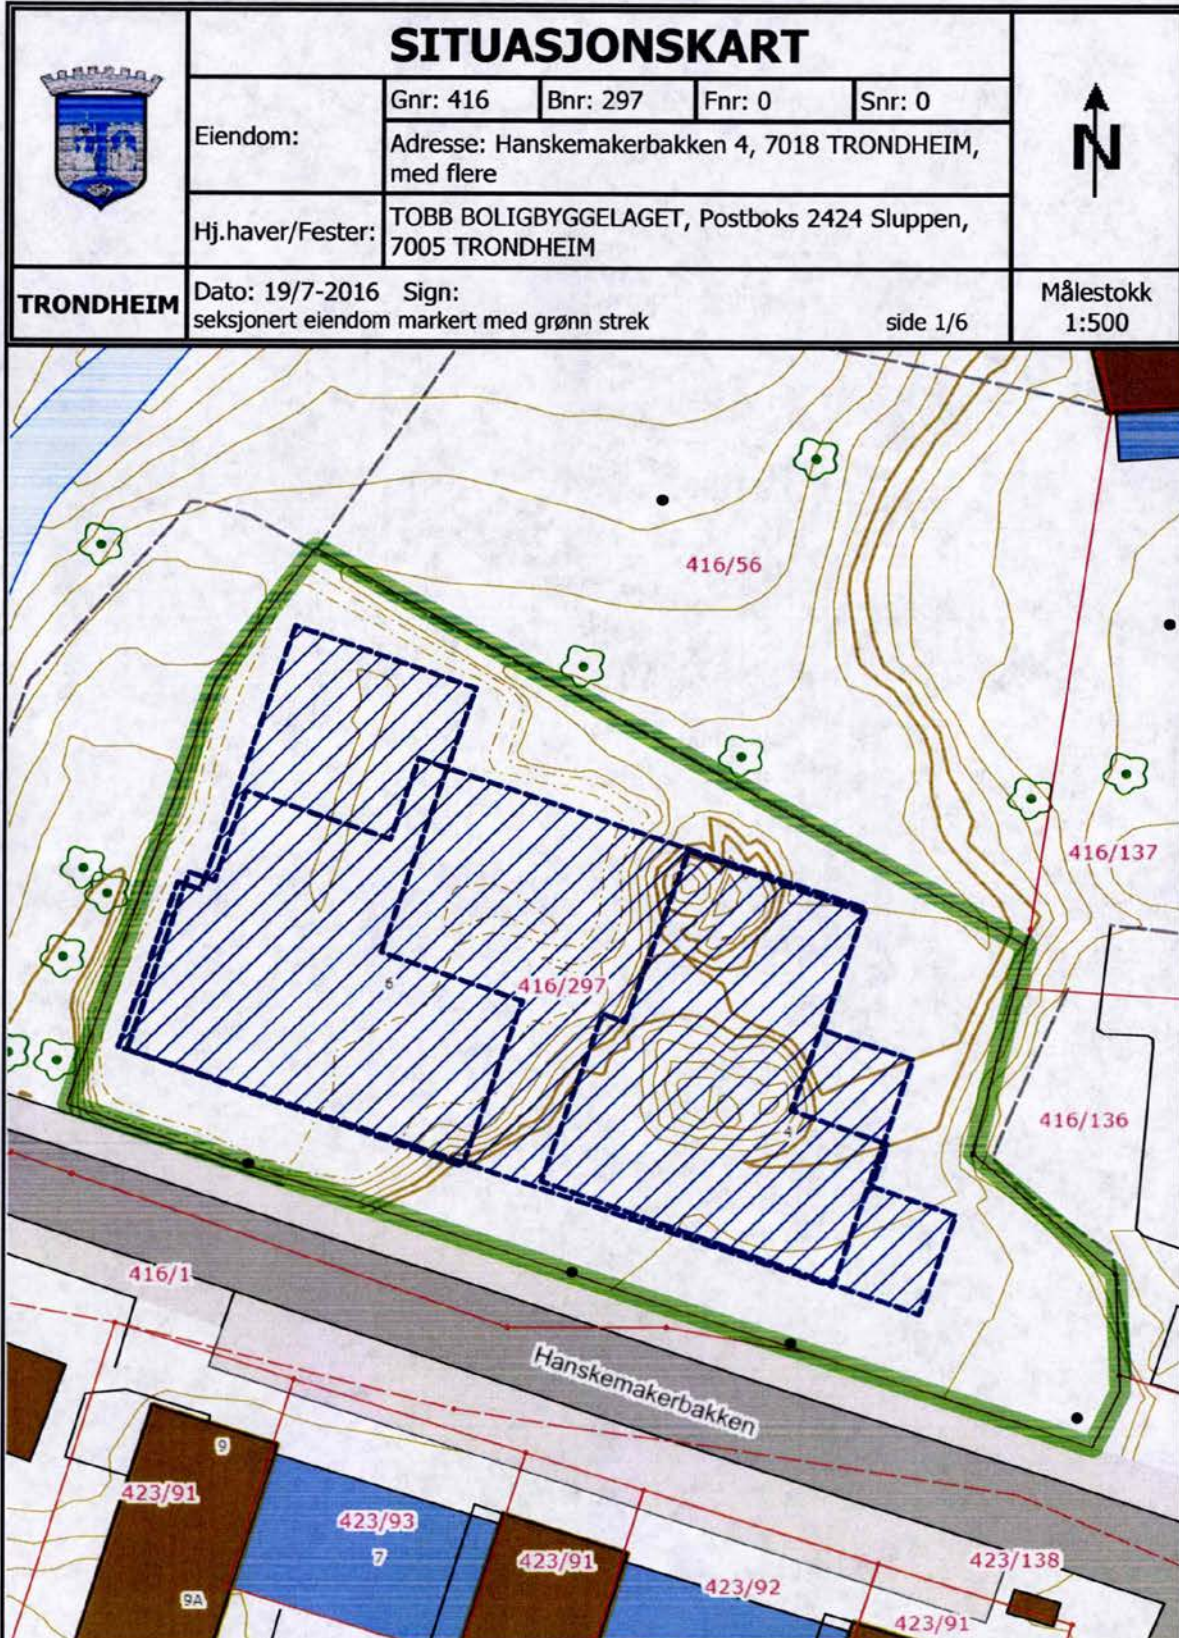 SITUASJONSKART
Eiendom:
Gnr: 416
Bnr: 297
Fnr: 0
Snr: 0
Adresse: Hanskemakerbakken 4, 7018 TRONDHEIM,
med flere
Hj.haver/Fester:
TOBB BOLIGBYGGELAGET, Postboks 2424 Sluppen,
7005 TRONDHEIM
N
TRONDHEIM
Dato: 19/7-2016 Sign:
seksjonert eiendom markert med grønn strek
side 1/6
Målestokk
1:500
416/56
416/137
6
416/297
416/136
4
416/1
Hanskemakerbakken
9
423/91
423/93
7
423/91
423/138
423/92
9A
423/91